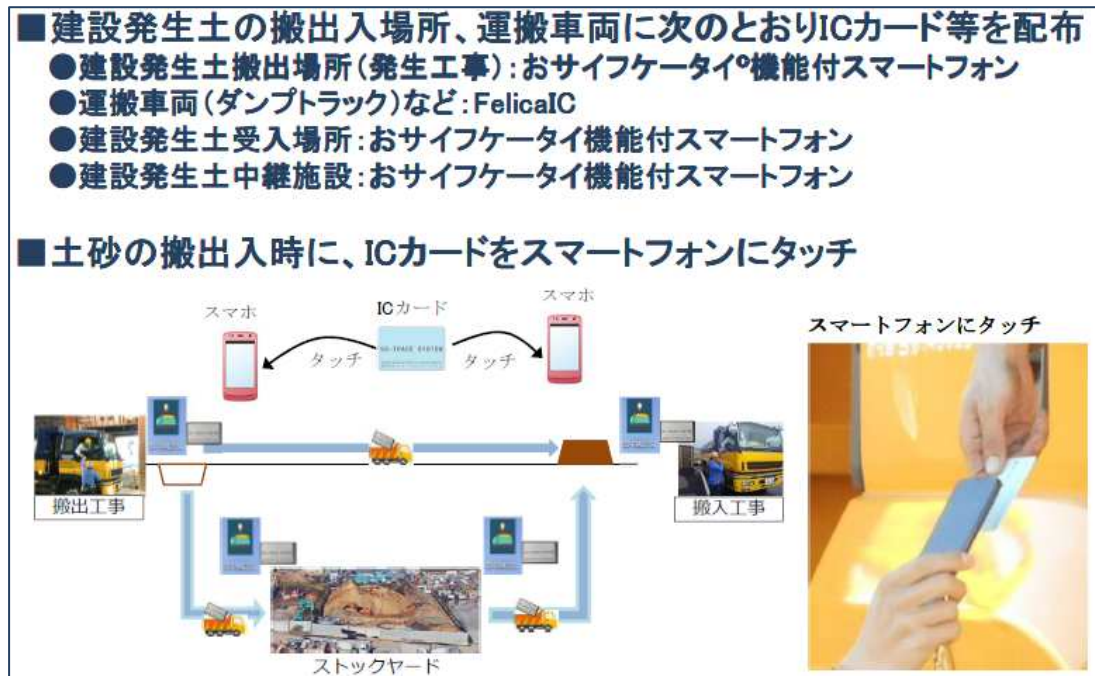 ■建設発生土の搬出入場所、運搬車両に次のとおりICカード等を配布
●建設発生土搬出場所(発生工事):おサイフケータイ°機能付スマートフォン
●運搬車両(ダンプトラック)など:FelicaIC
●建設発生土受入場所:おサイフケータイ機能付スマートフォン
●建設発生土中継施設:おサイフケータイ機能付スマートフォン
■土砂の搬出入時に、ICカードをスマートフォンにタッチ
スマホ
ICカード
スマホ
タッチ
タッチ
スマートフォンにタッチ
搬出工事
搬入工事
ストックヤード